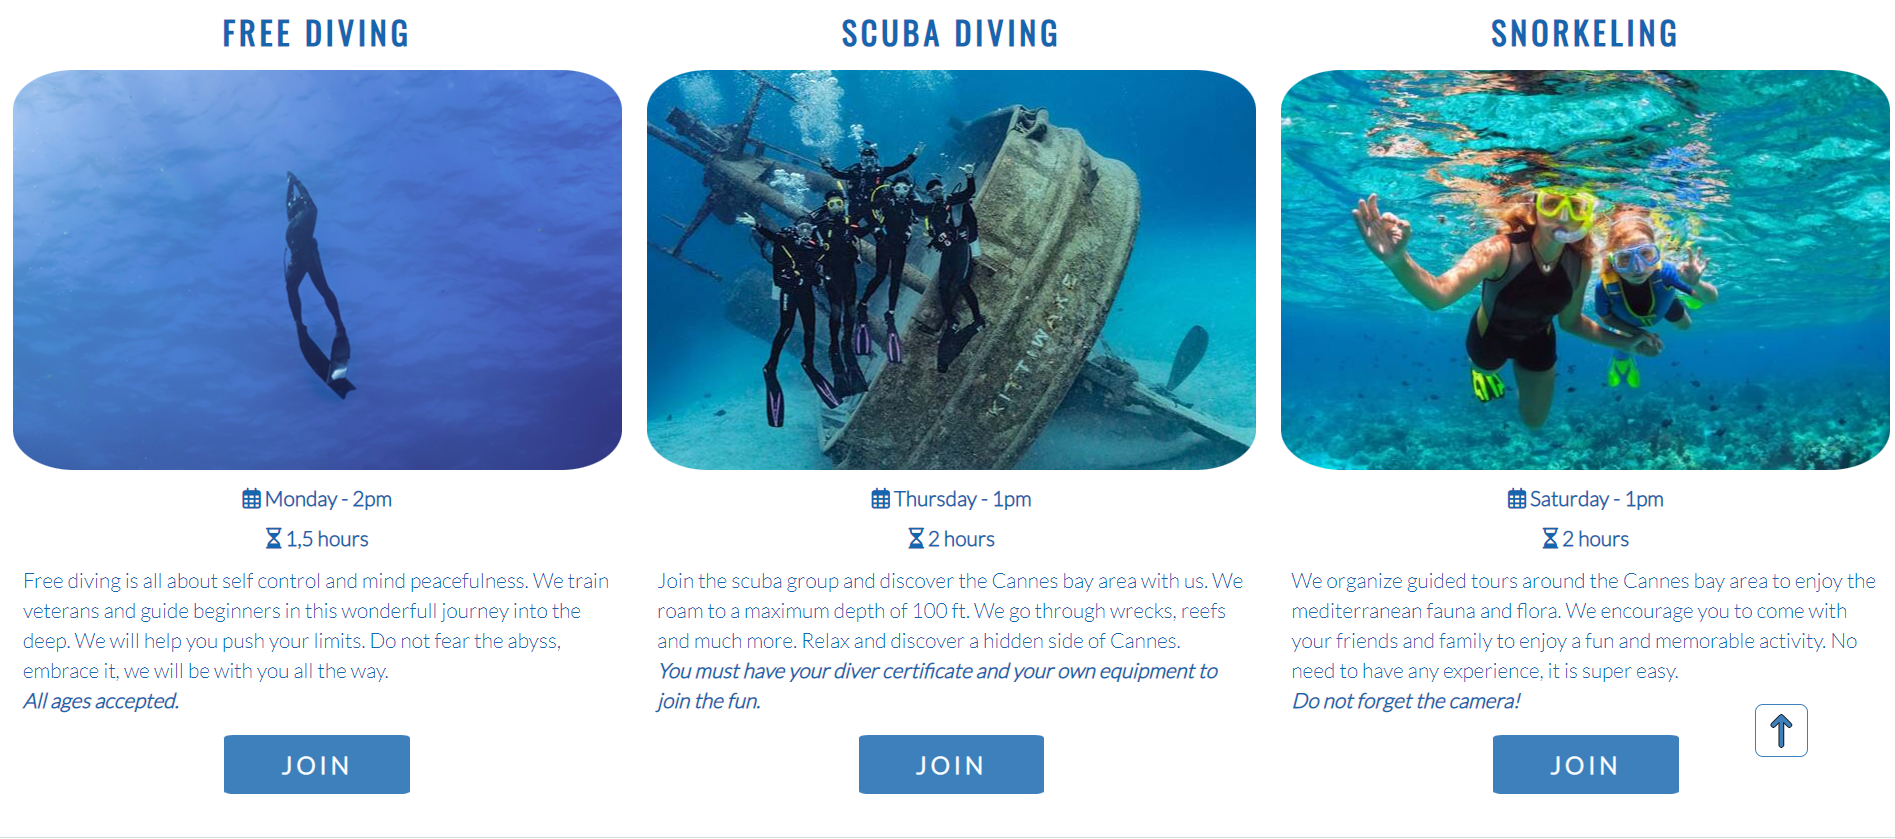 FREE DIVING
Monday - 2pm
1,5 hours
Free diving is all about self control and mind peacefulness. We train
veterans and guide beginners in this wonderfull journey into the
deep. We will help you push your limits. Do not fear the abyss,
embrace it, we will be with you all the way.
All ages accepted.
JOIN
SCUBA DIVING
KITTIWAKE
Thursday - 1pm
2 hours
Join the scuba group and discover the Cannes bay area with us. We
roam to a maximum depth of 100 ft. We go through wrecks, reefs
and much more. Relax and discover a hidden side of Cannes.
You must have your diver certificate and your own equipment to
join the fun.
JOIN
SNORKELING
Saturday - 1pm
2 hours
We organize guided tours around the Cannes bay area to enjoy the
mediterranean fauna and flora. We encourage you to come with
your friends and family to enjoy a fun and memorable activity. No
need to have any experience, it is super easy.
Do not forget the camera!
JOIN